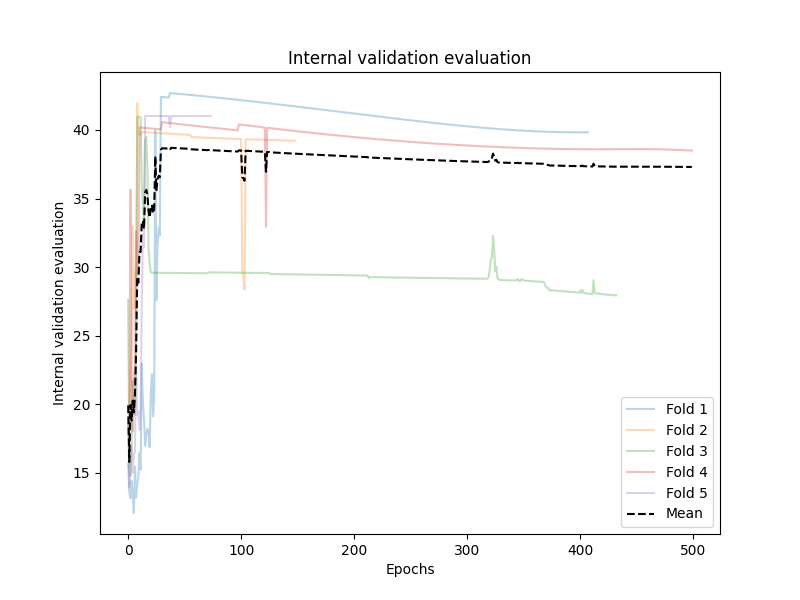 Internal validation evaluation
Internal validation evaluation
40
35
30
25
20
15
0 100 200 300 400 500
Epochs
Fold 1
Fold 2
Fold 3
Fold 4
Fold 5
Mean